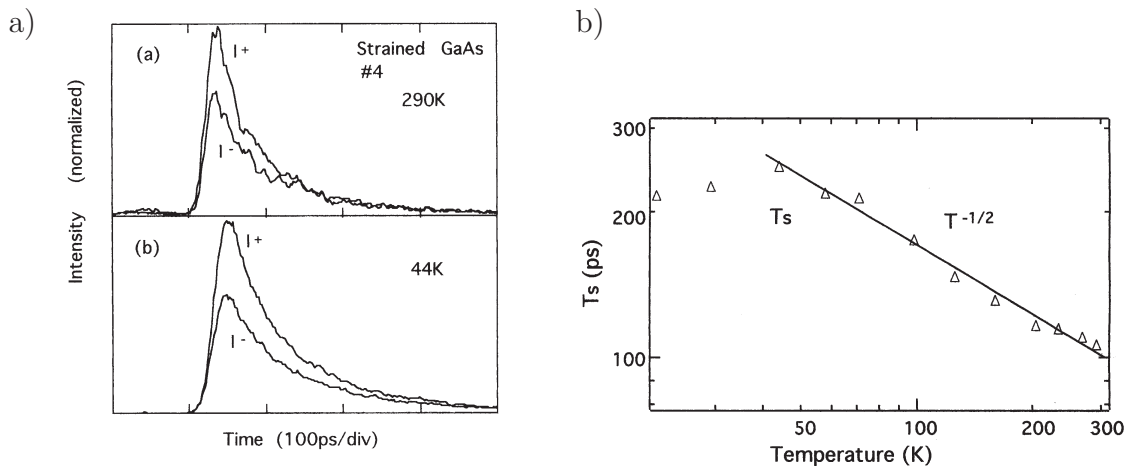 a)
(a)
I+
Strained GaAs
#4
290K
I-
(b)
I+
44K
I-
Intensity (normalized)
Time (100ps/div)
b)
300
200
100
Ts (ps)
Ts
T -1/2
50 100 200 300
Temperature (K)